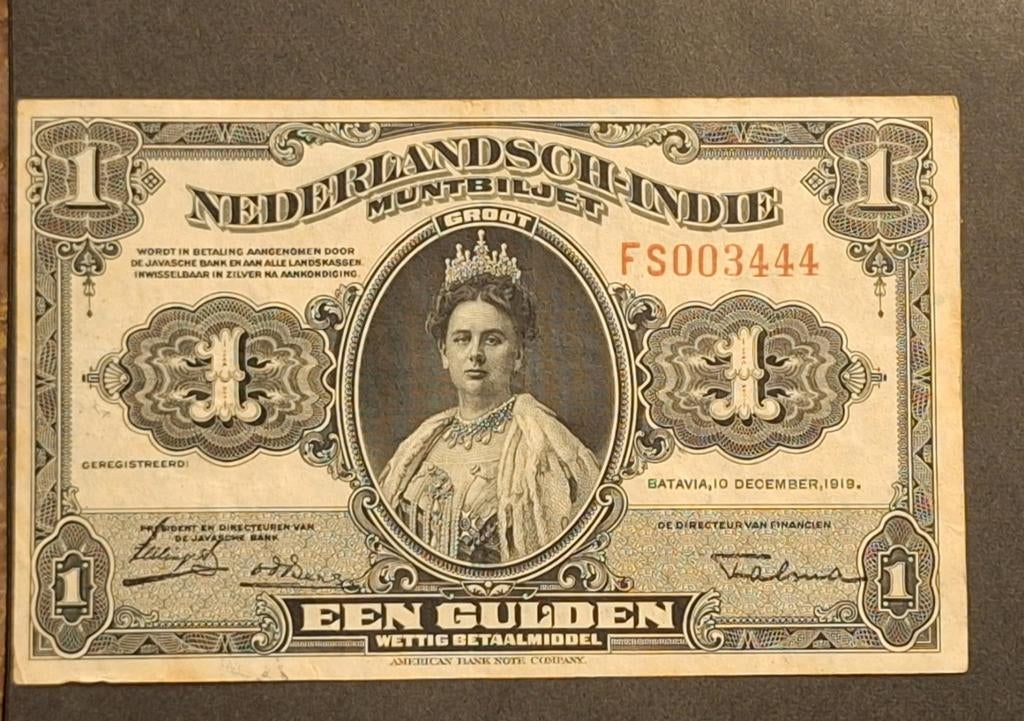 1
1
NEDERLANDSCH-INDIE
MUNTBILJET
GROOT
WORDT IN BETALING AANGENOMEN DOOR
DE JAVASCHE BANK EN AAN ALLE LANDSKASSEN.
INWISSELBAAR IN ZILVER NA AANKONDIGING.
FS003444
1
1
GEREGISTREERD:
BATAVIA, 10 DECEMBER, 1919.
PRESIDENT EN DIRECTEUREN VAN
DE JAVASCHE BANK
DE DIRECTEUR VAN FINANCIEN
1
1
EEN GULDEN
WETTIG BETAALMIDDEL
AMERICAN BANK NOTE COMPANY.